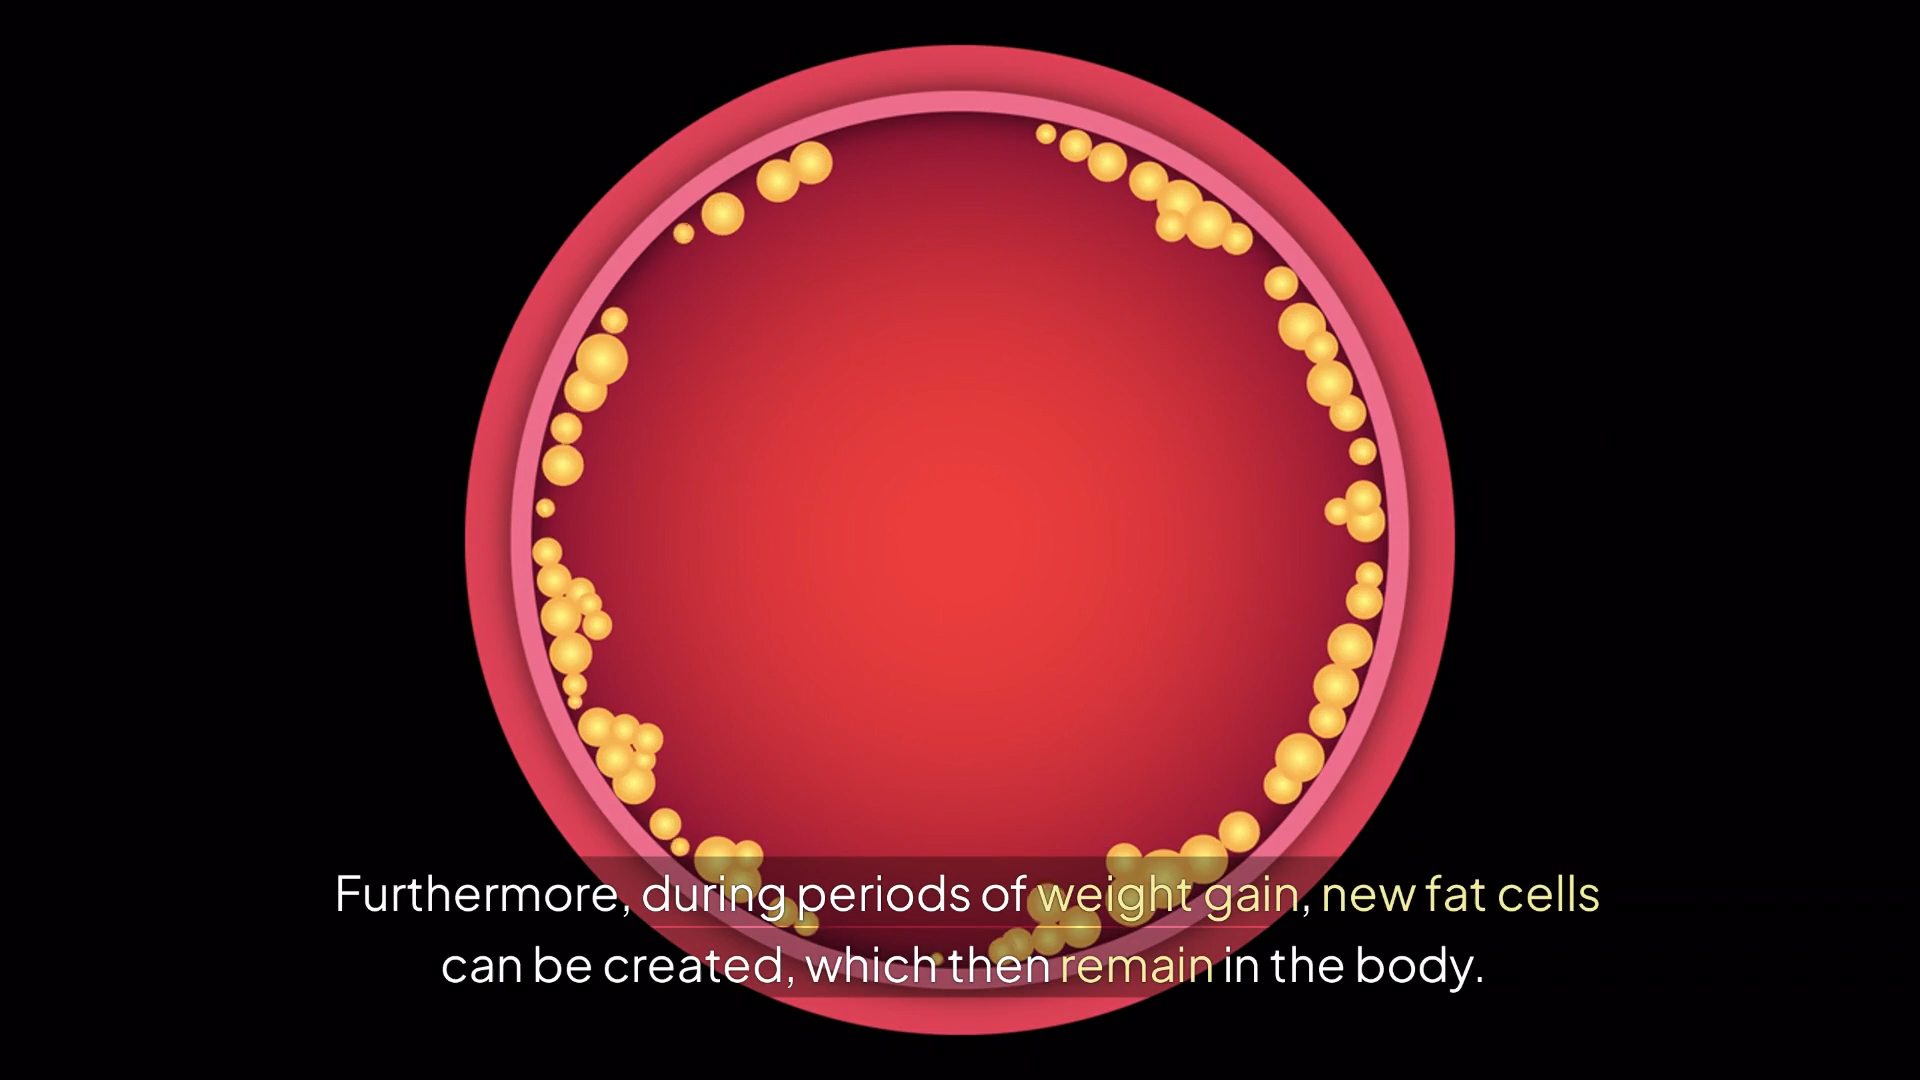 Furthermore, during periods of weight gain, new fat cells
can be created, which then remain in the body.